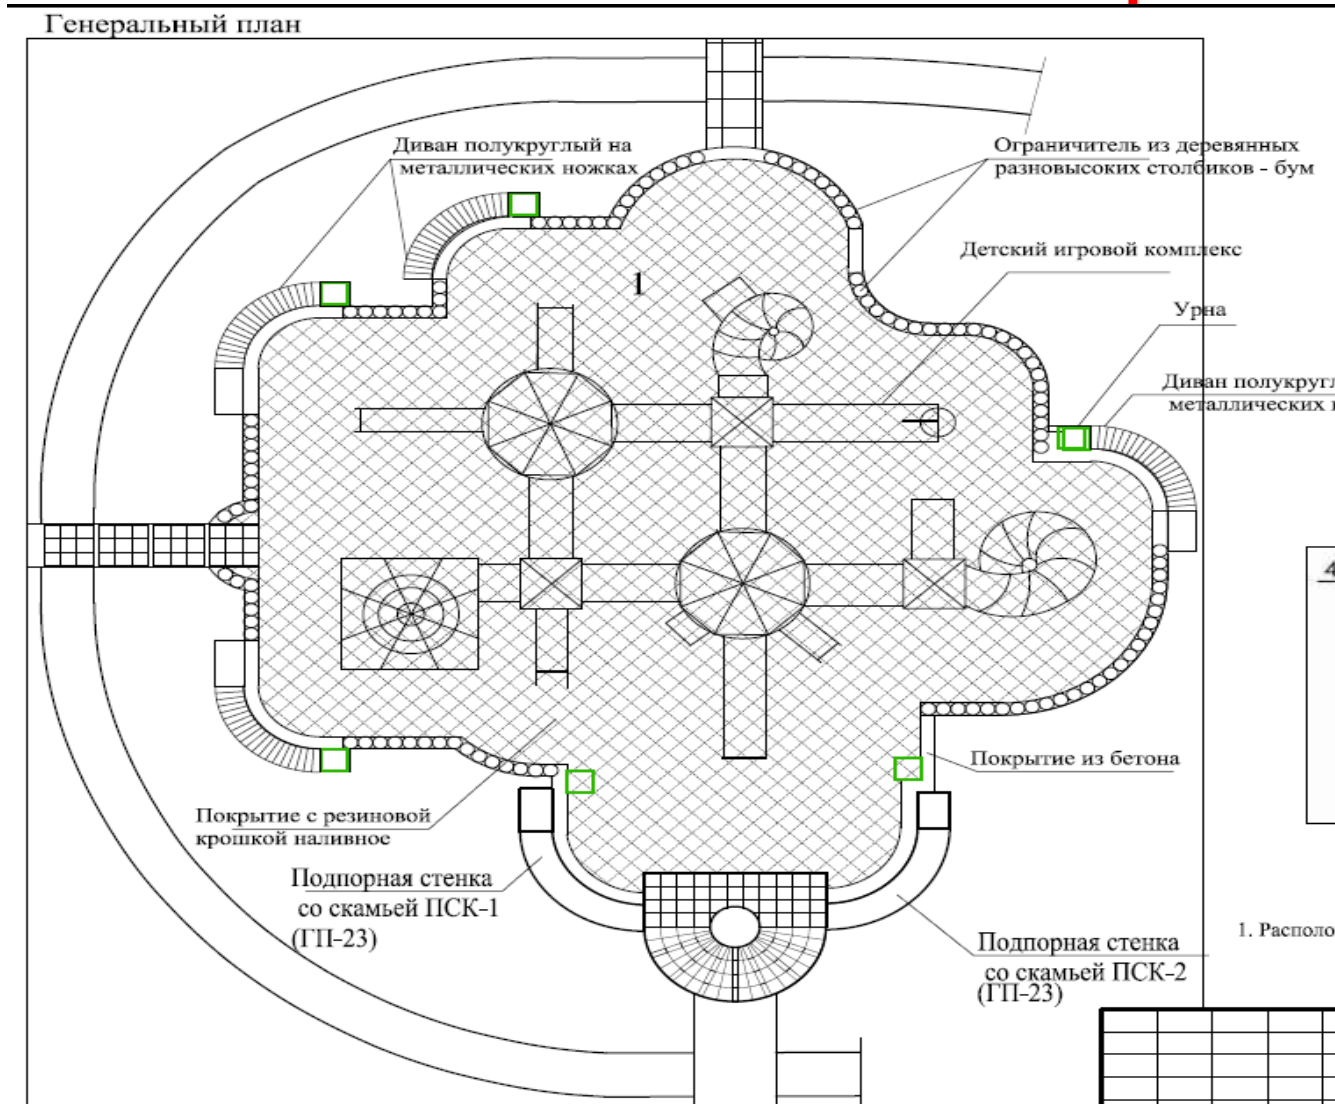 Генеральный план
Диван полукруглый на
металлических ножках
Ограничитель из деревянных
разновысоких столбиков - бум
1
Детский игровой комплекс
Урна
Диван полукругл
металлических
4
Покрытие из бетона
Покрытие с резиновой
крошкой наливное
Подпорная стенка
со скамьей ПСК-1
(ГП-23)
Подпорная стенка
со скамьей ПСК-2
(ГП-23)
1. Располо